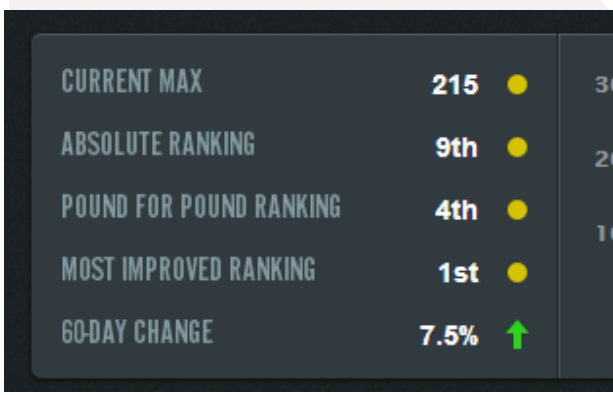 CURRENT MAX 215
ABSOLUTE RANKING 9th
POUND FOR POUND RANKING 4th
MOST IMPROVED RANKING 1st
60-DAY CHANGE 7.5%